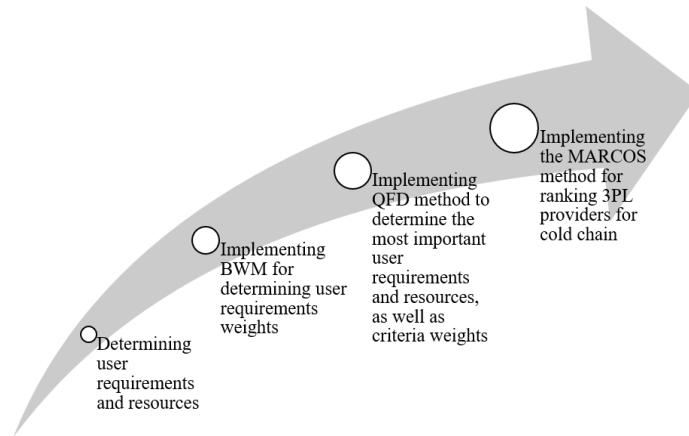 Determining
user
requirements
and resources
Implementing
BWM for
determining user
requirements
weights
Implementing
QFD method to
determine the
most important
user
requirements
and resources,
as well as
criteria weights
Implementing
the MARCOS
method for
ranking 3PL
providers for
cold chain